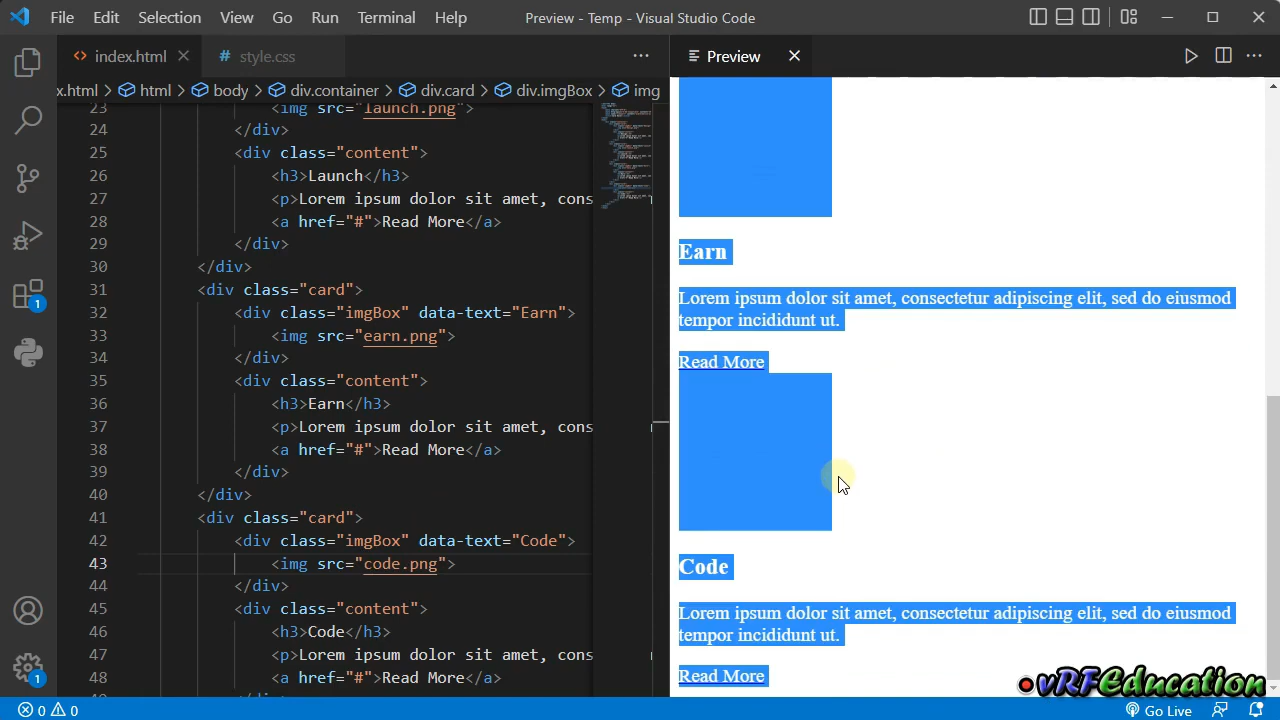 File Edit Selection View Go Run Terminal Help Preview - Temp - Visual Studio Code
index.html # style.css ... Preview
x.html > html > body > div.container > div.card > div.imgBox > img
23 <img src="launch.png">
24 </div>
25 <div class="content">
26 <h3>Launch</h3>
27 <p>Lorem ipsum dolor sit amet, cons
28 <a href="#">Read More</a>
29 </div>
30 </div>
31 <div class="card">
32 <div class="imgBox" data-text="Earn">
33 <img src="earn.png">
34 </div>
35 <div class="content">
36 <h3>Earn</h3>
37 <p>Lorem ipsum dolor sit amet, cons
38 <a href="#">Read More</a>
39 </div>
40 </div>
41 <div class="card">
42 <div class="imgBox" data-text="Code">
43 <img src="code.png">
44 </div>
45 <div class="content">
46 <h3>Code</h3>
47 <p>Lorem ipsum dolor sit amet, cons
48 <a href="#">Read More</a>
Earn
Lorem ipsum dolor sit amet, consectetur adipiscing elit, sed do eiusmod
tempor incididunt ut.
Read More
Code
Lorem ipsum dolor sit amet, consectetur adipiscing elit, sed do eiusmod
tempor incididunt ut.
Read More
vRFEducation
1
1
0 0 Go Live